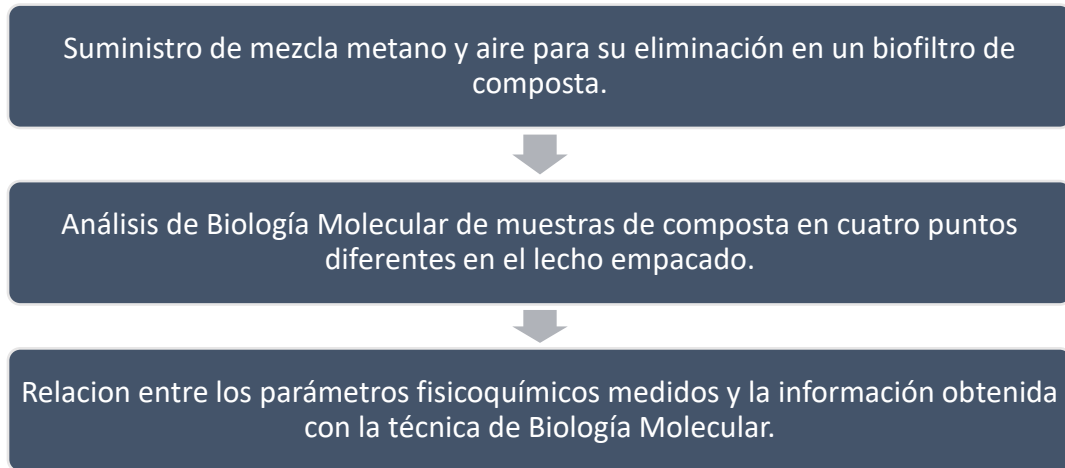 Suministro de mezcla metano y aire para su eliminación en un biofiltro de
composta.
Análisis de Biología Molecular de muestras de composta en cuatro puntos
diferentes en el lecho empacado.
Relacion entre los parámetros fisicoquímicos medidos y la información obtenida
con la técnica de Biología Molecular.